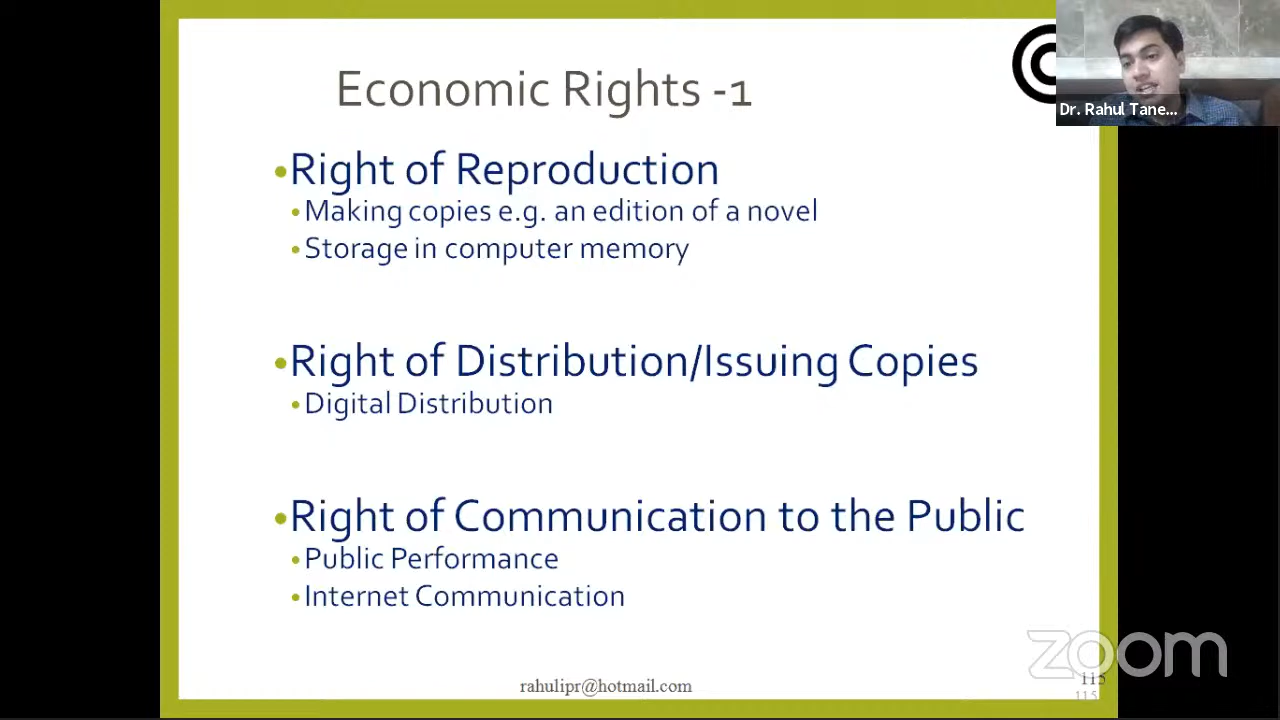 Economic Rights -1
Dr. Rahul Tane...
•Right of Reproduction
•Making copies e.g. an edition of a novel
•Storage in computer memory
•Right of Distribution/Issuing Copies
•Digital Distribution
•Right of Communication to the Public
•Public Performance
•Internet Communication
zoom
rahulipr@hotmail.com
115
115